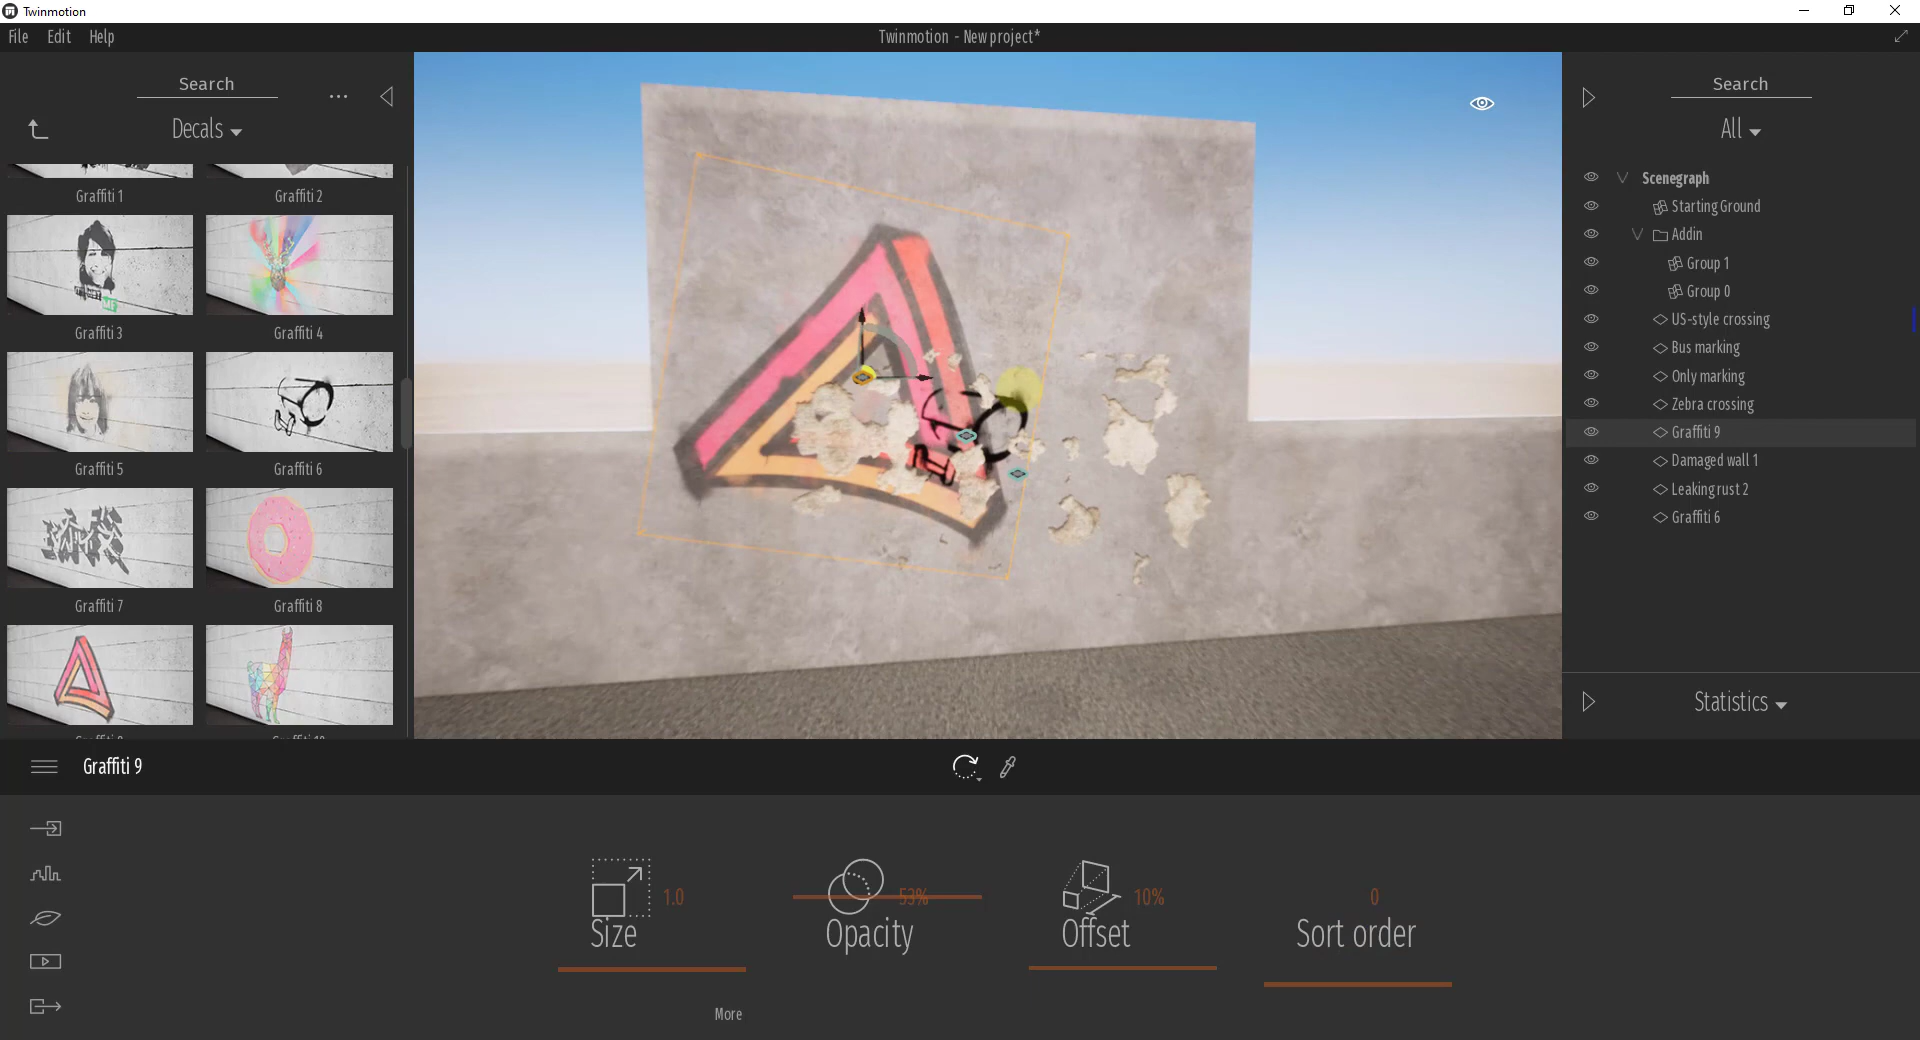 Twinmotion
File Edit Help
Twinmotion - New project*
Search
Decals
Graffiti 1
Graffiti 2
Graffiti 3
Graffiti 4
Graffiti 5
Graffiti 6
Graffiti 7
Graffiti 8
Search
All
Scenegraph
Starting Ground
Addin
Group 1
Group 0
US-style crossing
Bus marking
Only marking
Zebra crossing
Graffiti 9
Damaged wall 1
Leaking rust 2
Graffiti 6
Statistics
Graffiti 9
1.0
Size
53%
Opacity
10%
Offset
0
Sort order
More